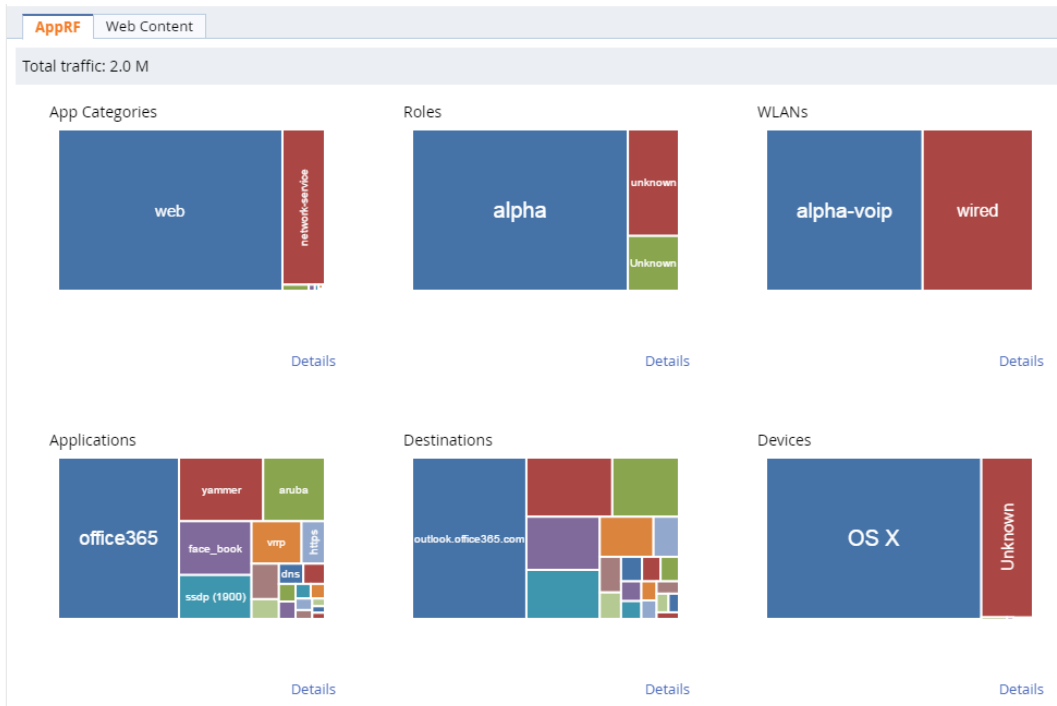 AppRF Web Content
Total traffic: 2.0 M
App Categories
Roles
WLANs
web
network-service
alpha
unknown
Unknown
alpha-voip
wired
Details
Details
Details
Applications
Destinations
Devices
office365
yammer
aruba
face_book
vrrp
https
dns
ssdp (1900)
outlook.office365.com
OS X
Unknown
Details
Details
Details